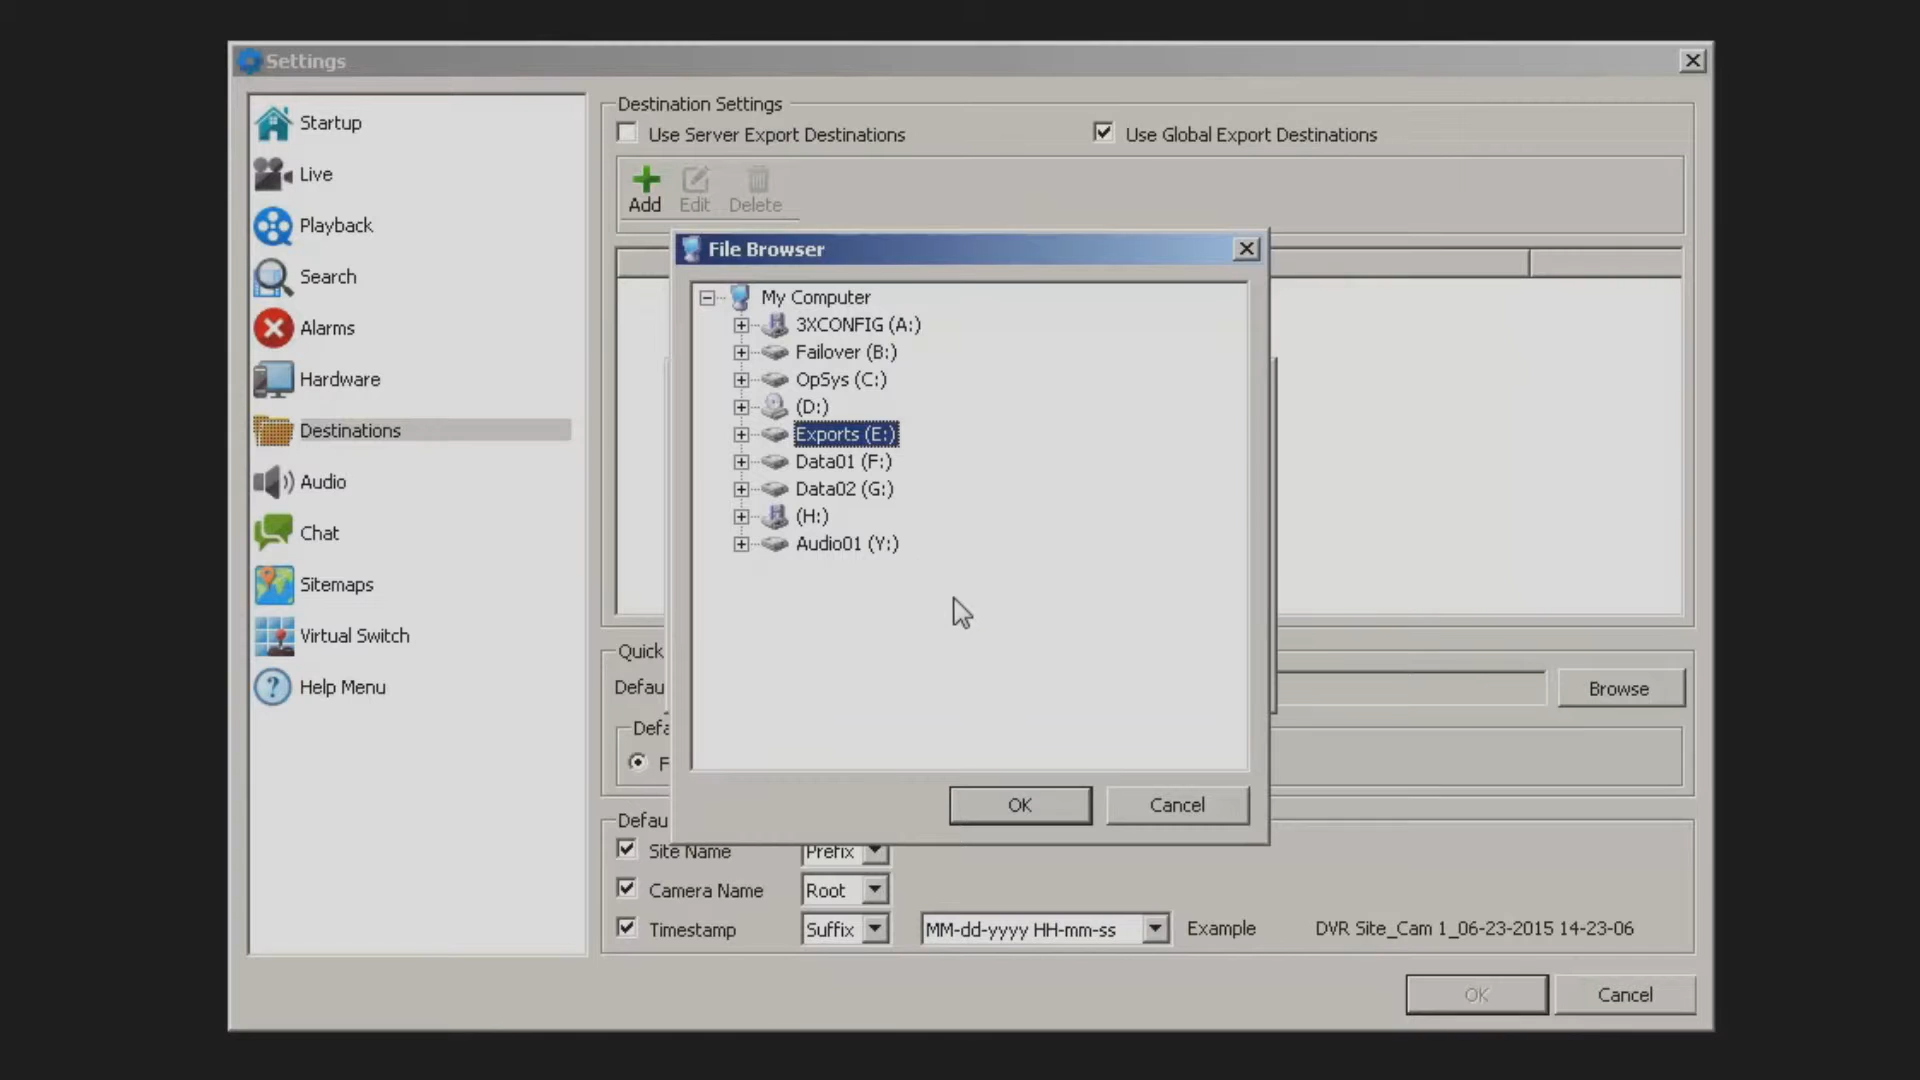 Settings
Startup
Live
Playback
Search
Alarms
Hardware
Destinations
Audio
Chat
Sitemaps
Virtual Switch
Help Menu
Destination Settings
Use Server Export Destinations
Use Global Export Destinations
Add
Edit
Delete
File Browser
My Computer
3XCONFIG (A:)
Failover (B:)
OpSys (C:)
(D:)
Exports (E:)
Data01 (F:)
Data02 (G:)
(H:)
Audio01 (Y:)
OK
Cancel
Quick
Defau
Browse
Defa
F
Defau
Site Name
Prefix
Camera Name
Root
Timestamp
Suffix
MM-dd-yyyy HH-mm-ss
Example
DVR Site_Cam 1_06-23-2015 14-23-06
OK
Cancel